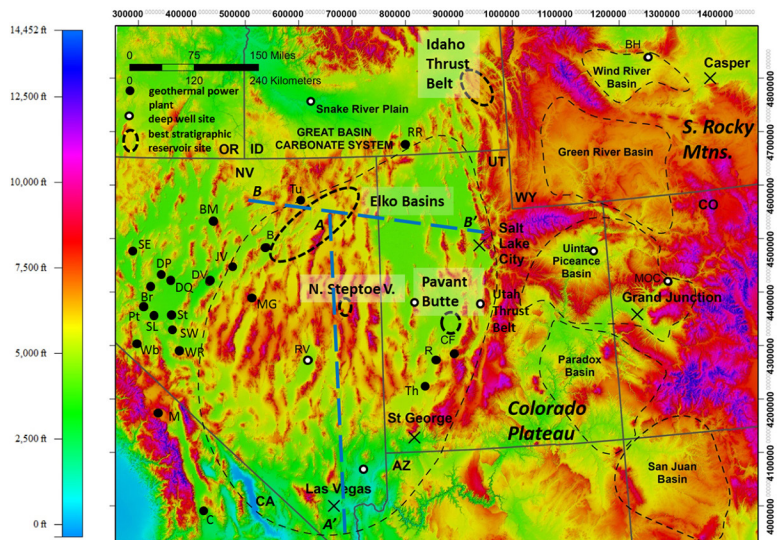 300000 400000 500000 600000 700000 800000 900000 1000000 1100000 1200000 1300000 1400000
14,452 ft
12,500 ft
10,000 ft
7,500 ft
5,000 ft
2,500 ft
0 ft
0 75 150 Miles
0 120 240 Kilometers
geothermal power
plant
deep well site
best stratigraphic
reservoir site
Idaho
Thrust
Belt
BH
Wind River
Basin
Casper
Snake River Plain
GREAT BASIN
CARBONATE SYSTEM
RR
OR
ID
UT
WY
NV
CO
Green River Basin
S. Rocky
Mtns.
B
Tu
Elko Basins
BM
A
B'
Salt
Lake
City
SE
B
JV
DP
DQ
DV
Br
MG
Pt
SL
St
SW
Wb
WR
N. Steptoe V.
Pavant
Butte
Utah
Thrust
Belt
CF
R
RV
Th
Uinta
Piceance
Basin
MOC
Grand Junction
Paradox
Basin
Colorado
Plateau
St George
M
AZ
San Juan
Basin
CA
Las Vegas
C
A'
4800000
4700000
4600000
4500000
4400000
4300000
4200000
4100000
4000000